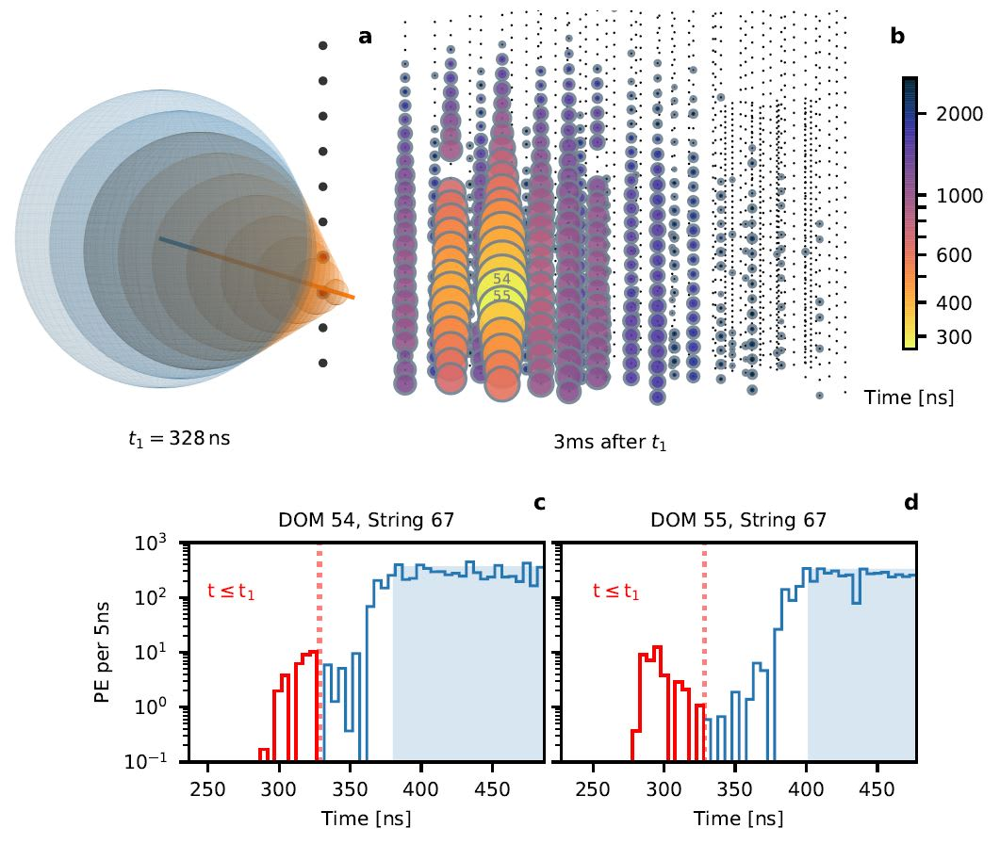 a
b
2000
1000
600
400
300
54
55
Time [ns]
t₁ = 328 ns
3ms after t₁
c
d
DOM 54, String 67
DOM 55, String 67
10³
10²
10¹
10⁰
10⁻¹
PE per 5ns
t ≤ t₁
t ≤ t₁
250 300 350 400 450
250 300 350 400 450
Time [ns]
Time [ns]